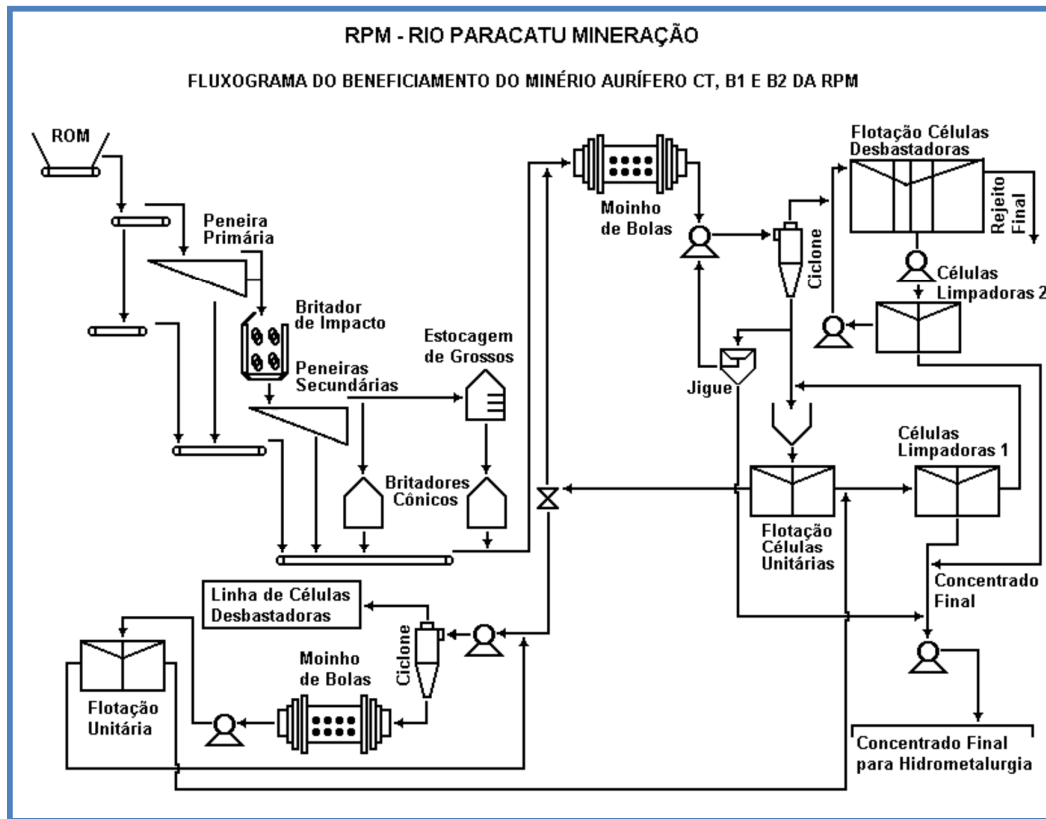 RPM - RIO PARACATU MINERAÇÃO
FLUXOGRAMA DO BENEFICIAMENTO DO MINÉRIO AURÍFERO CT, B1 E B2 DA RPM
ROM
Peneira
Primária
Britador
de Impacto
Peneiras
Secundárias
Estocagem
de Grossos
Britadores
Cônicos
Moinho
de Bolas
Ciclone
Jigue
Flotação Células
Desbastadoras
Rejeito
Final
Células
Limpadoras 2
Células
Limpadoras 1
Flotação
Células
Unitárias
Concentrado
Final
Linha de Células
Desbastadoras
Ciclone
Moinho
de Bolas
Flotação
Unitária
Concentrado Final
para Hidrometalurgia